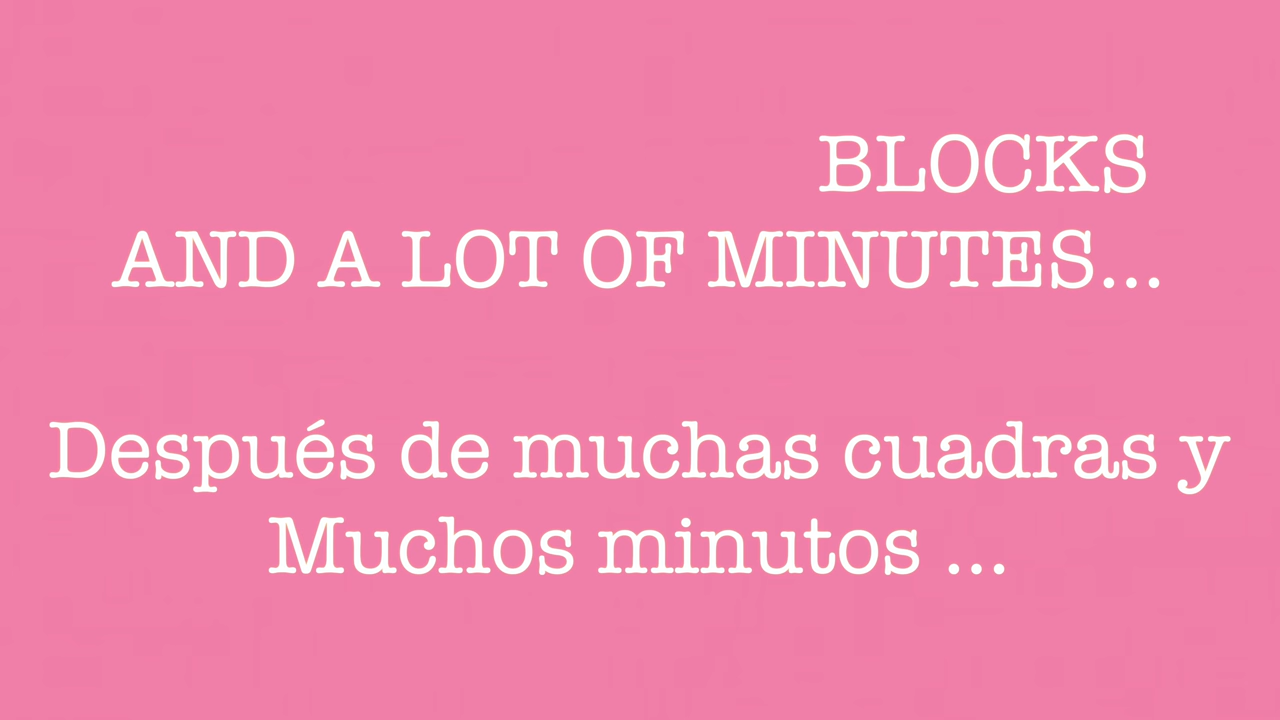 BLOCKS
AND A LOT OF MINUTES...
Después de muchas cuadras y
Muchos minutos ...